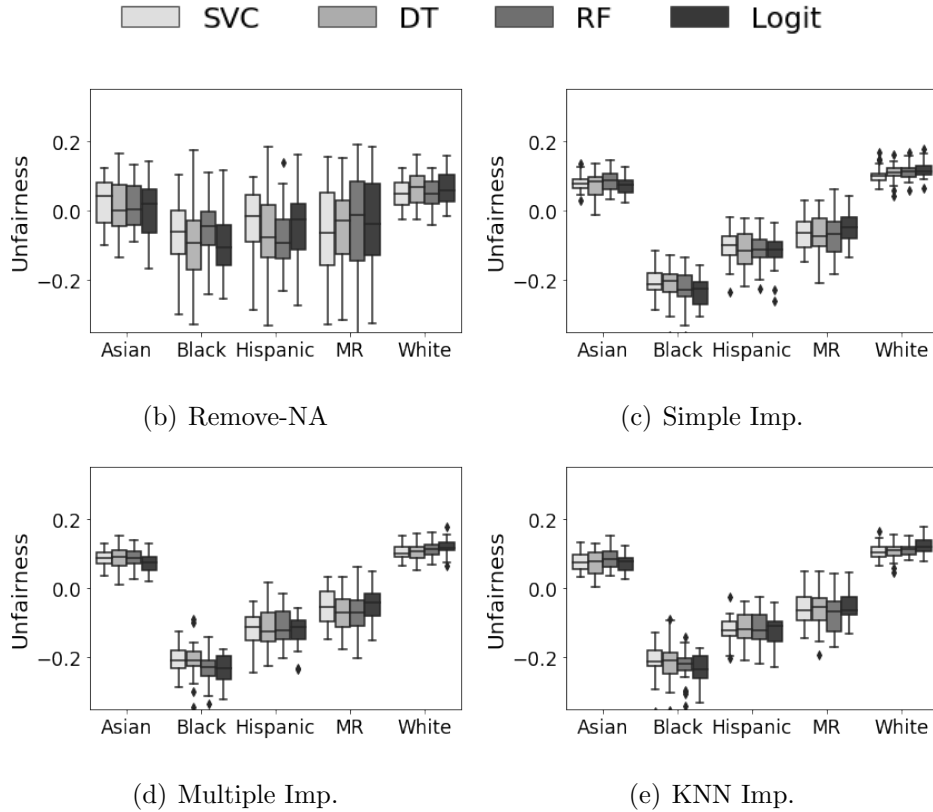 SVC DT RF Logit
Unfairness
0.2
0.0
−0.2
Asian Black Hispanic MR White
(b) Remove-NA
Unfairness
0.2
0.0
−0.2
Asian Black Hispanic MR White
(c) Simple Imp.
Unfairness
0.2
0.0
−0.2
Asian Black Hispanic MR White
(d) Multiple Imp.
Unfairness
0.2
0.0
−0.2
Asian Black Hispanic MR White
(e) KNN Imp.